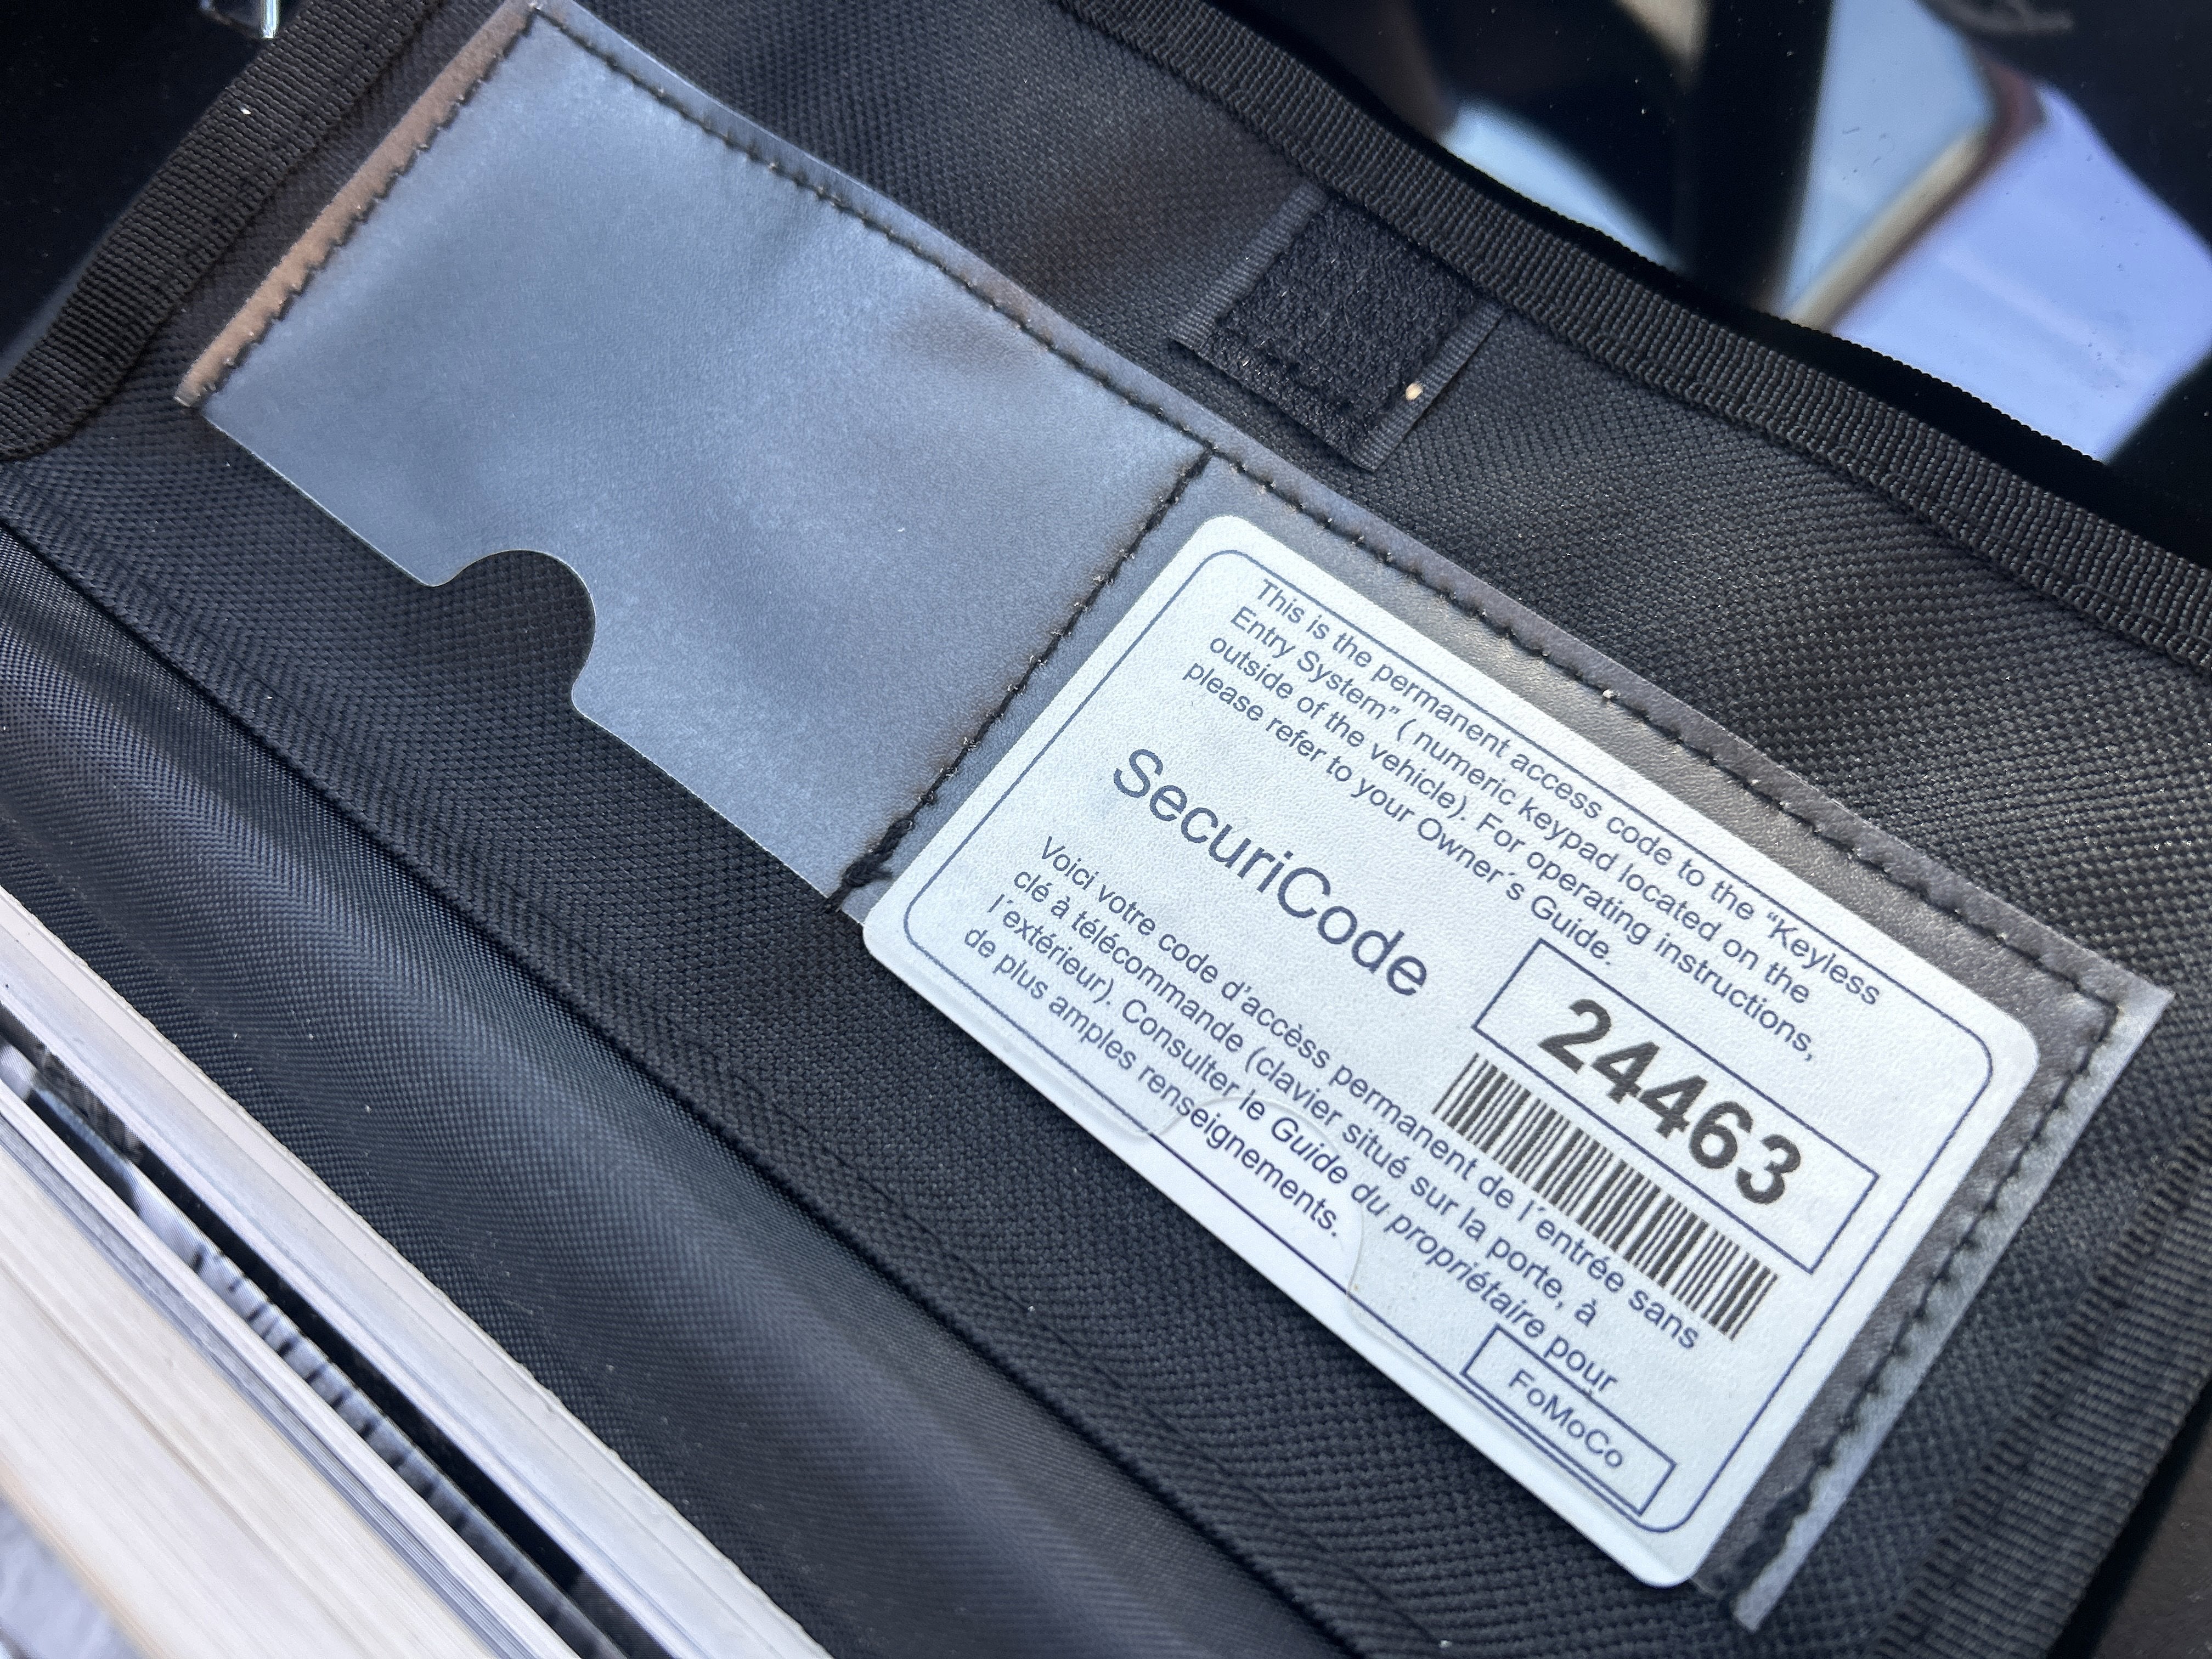 This is the permanent access code to the “Keyless
Entry System” ( numeric keypad located on the
outside of the vehicle). For operating instructions,
please refer to your Owner´s Guide.
SecuriCode
24463
Voici votre code d’accèss permanent de l´entrée sans
clé à télécommande (clavier situé sur la porte, à
l´extérieur). Consulter le Guide du propriétaire pour
de plus amples renseignements.
FoMoCo